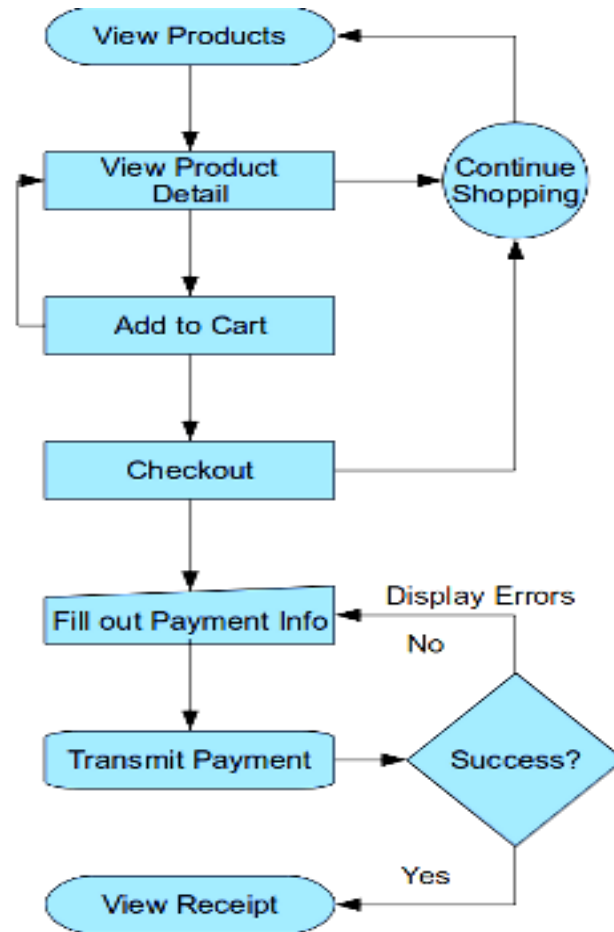 View Products
View Product
Detail
Continue
Shopping
Add to Cart
Checkout
Display Errors
Fill out Payment Info
No
Transmit Payment
Success?
Yes
View Receipt